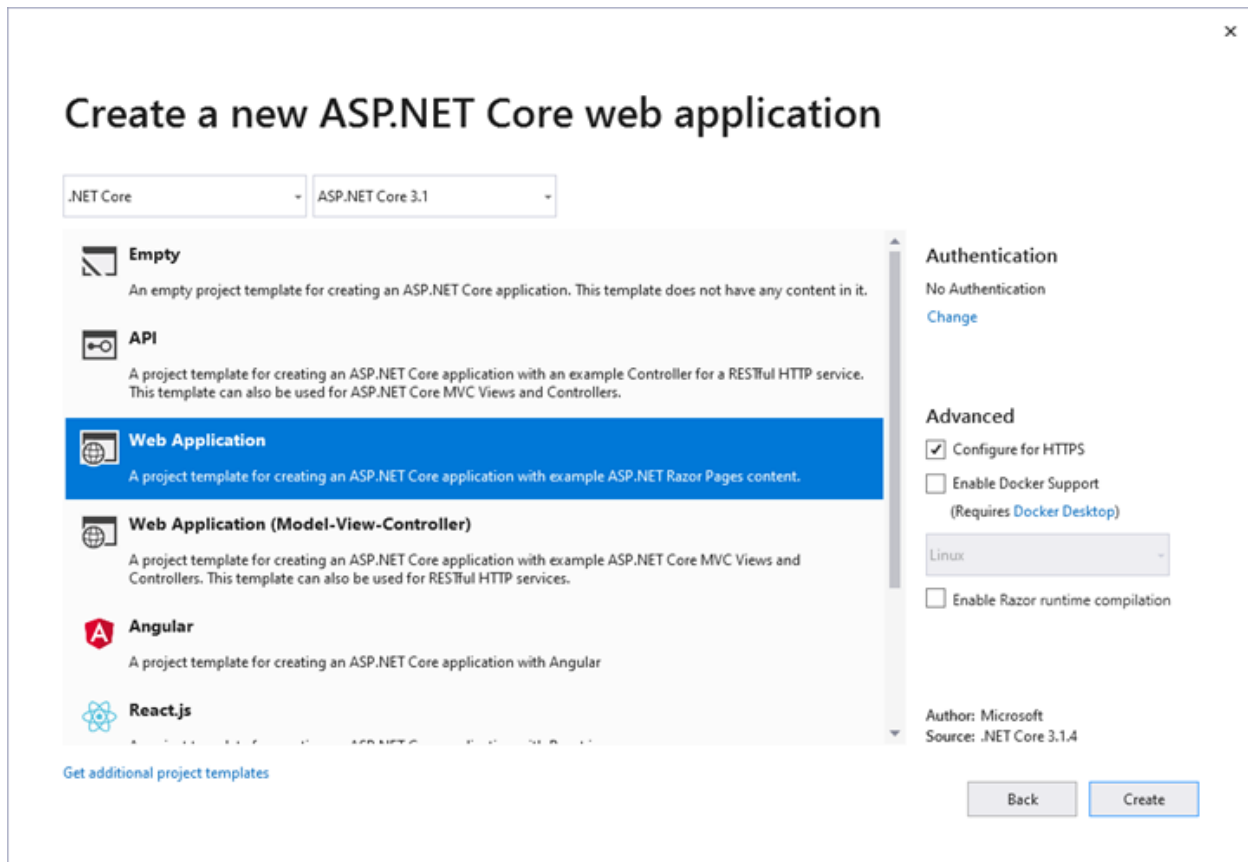 Create a new ASP.NET Core web application
.NET Core
ASP.NET Core 3.1
Empty
An empty project template for creating an ASP.NET Core application. This template does not have any content in it.
API
A project template for creating an ASP.NET Core application with an example Controller for a RESTful HTTP service.
This template can also be used for ASP.NET Core MVC Views and Controllers.
Web Application
A project template for creating an ASP.NET Core application with example ASP.NET Razor Pages content.
Web Application (Model-View-Controller)
A project template for creating an ASP.NET Core application with example ASP.NET Core MVC Views and
Controllers. This template can also be used for RESTful HTTP services.
Angular
A project template for creating an ASP.NET Core application with Angular
React.js
Get additional project templates
Authentication
No Authentication
Change
Advanced
Configure for HTTPS
Enable Docker Support
(Requires Docker Desktop)
Linux
Enable Razor runtime compilation
Author: Microsoft
Source: .NET Core 3.1.4
Back
Create